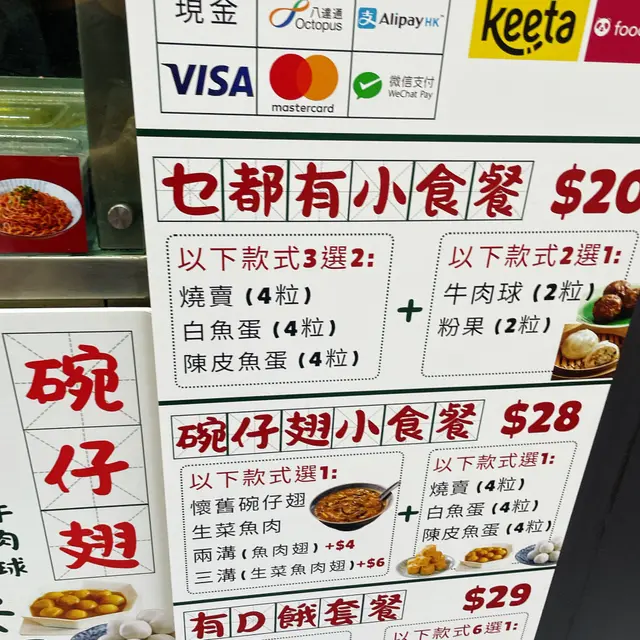 現金
八達通
Octopus
AlipayHK
VISA
mastercard
微信支付
WeChat Pay
keeta
foo
乜都有小食餐 $20
以下款式3選2:
燒賣 (4粒)
白魚蛋 (4粒)
陳皮魚蛋 (4粒)
+
以下款式2選1:
牛肉球 (2粒)
粉果 (2粒)
碗仔翅小食餐 $28
以下款式選1:
懷舊碗仔翅
生菜魚肉
兩溝 (魚肉翅) +$4
三溝 (生菜魚肉翅) +$6
+
以下款式選1:
燒賣 (4粒)
白魚蛋 (4粒)
陳皮魚蛋 (4粒)
有D餓套餐 $29
以下款式6選1:
碗仔翅
肉球